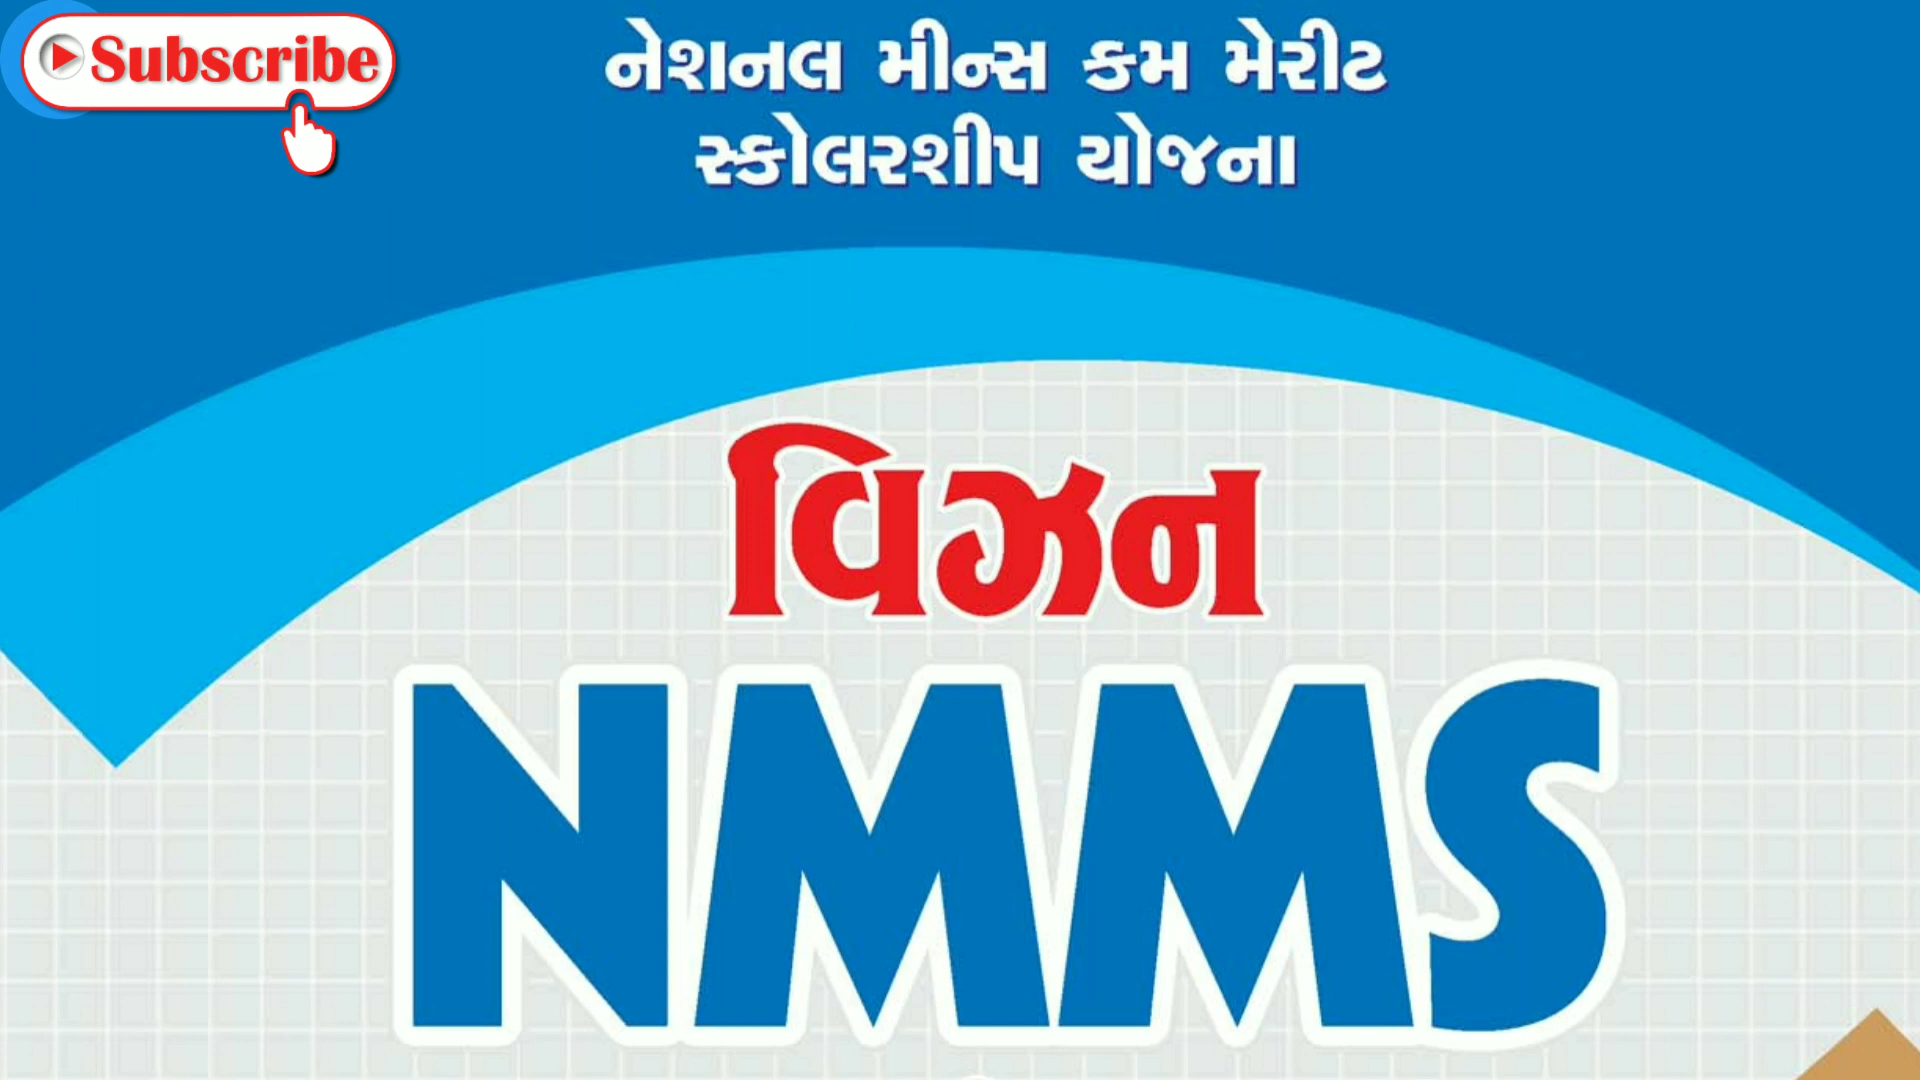 Subscribe
નેશનલ મીન્સ કમ મેરીટ
સ્કોલરશીપ યોજના
વિઝન
NMMS